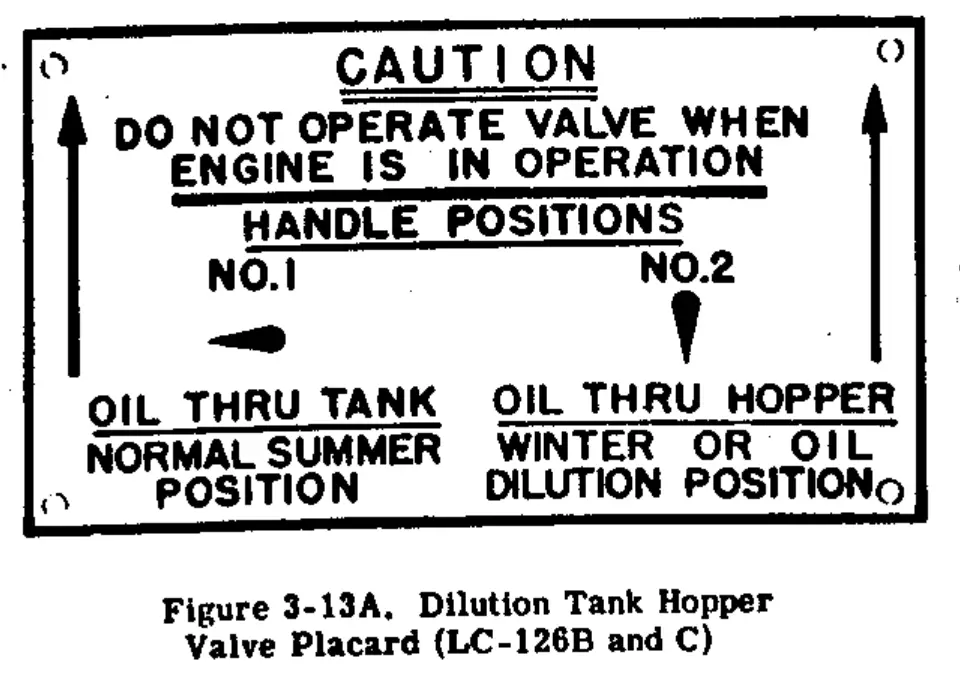 CAUTION
DO NOT OPERATE VALVE WHEN
ENGINE IS IN OPERATION
HANDLE POSITIONS
NO.1
NO.2
OIL THRU TANK
NORMAL SUMMER
POSITION
OIL THRU HOPPER
WINTER OR OIL
DILUTION POSITION
Figure 3-13A. Dilution Tank Hopper
Valve Placard (LC-126B and C)